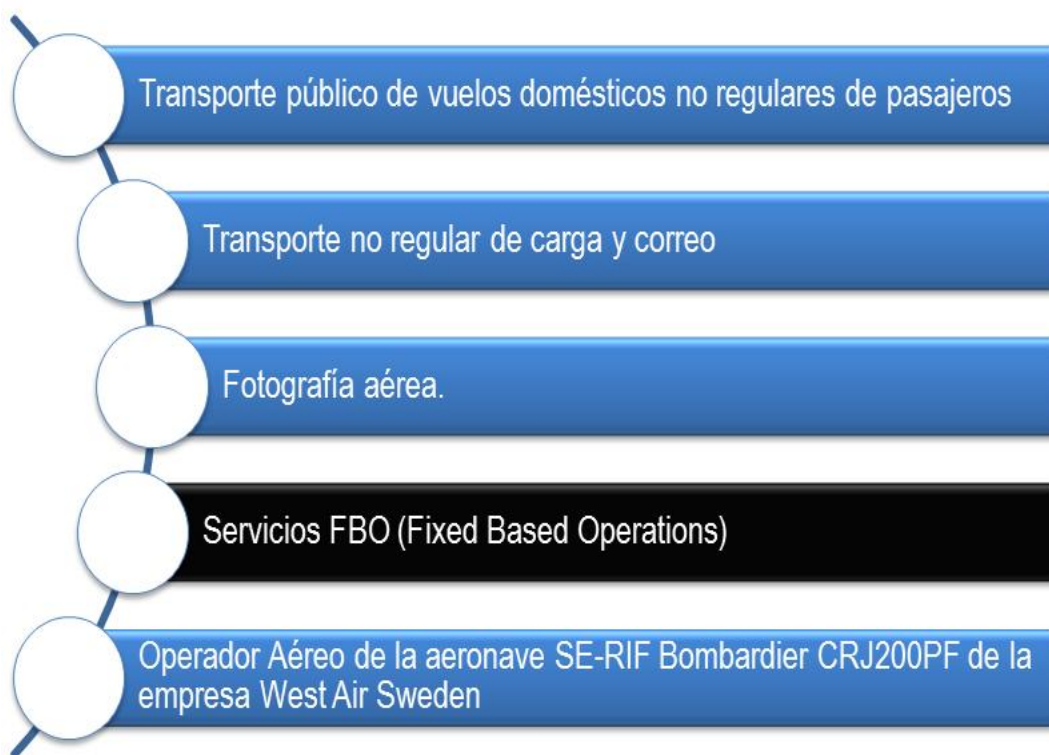 Transporte público de vuelos domésticos no regulares de pasajeros
Transporte no regular de carga y correo
Fotografía aérea.
Servicios FBO (Fixed Based Operations)
Operador Aéreo de la aeronave SE-RIF Bombardier CRJ200PF de la
empresa West Air Sweden